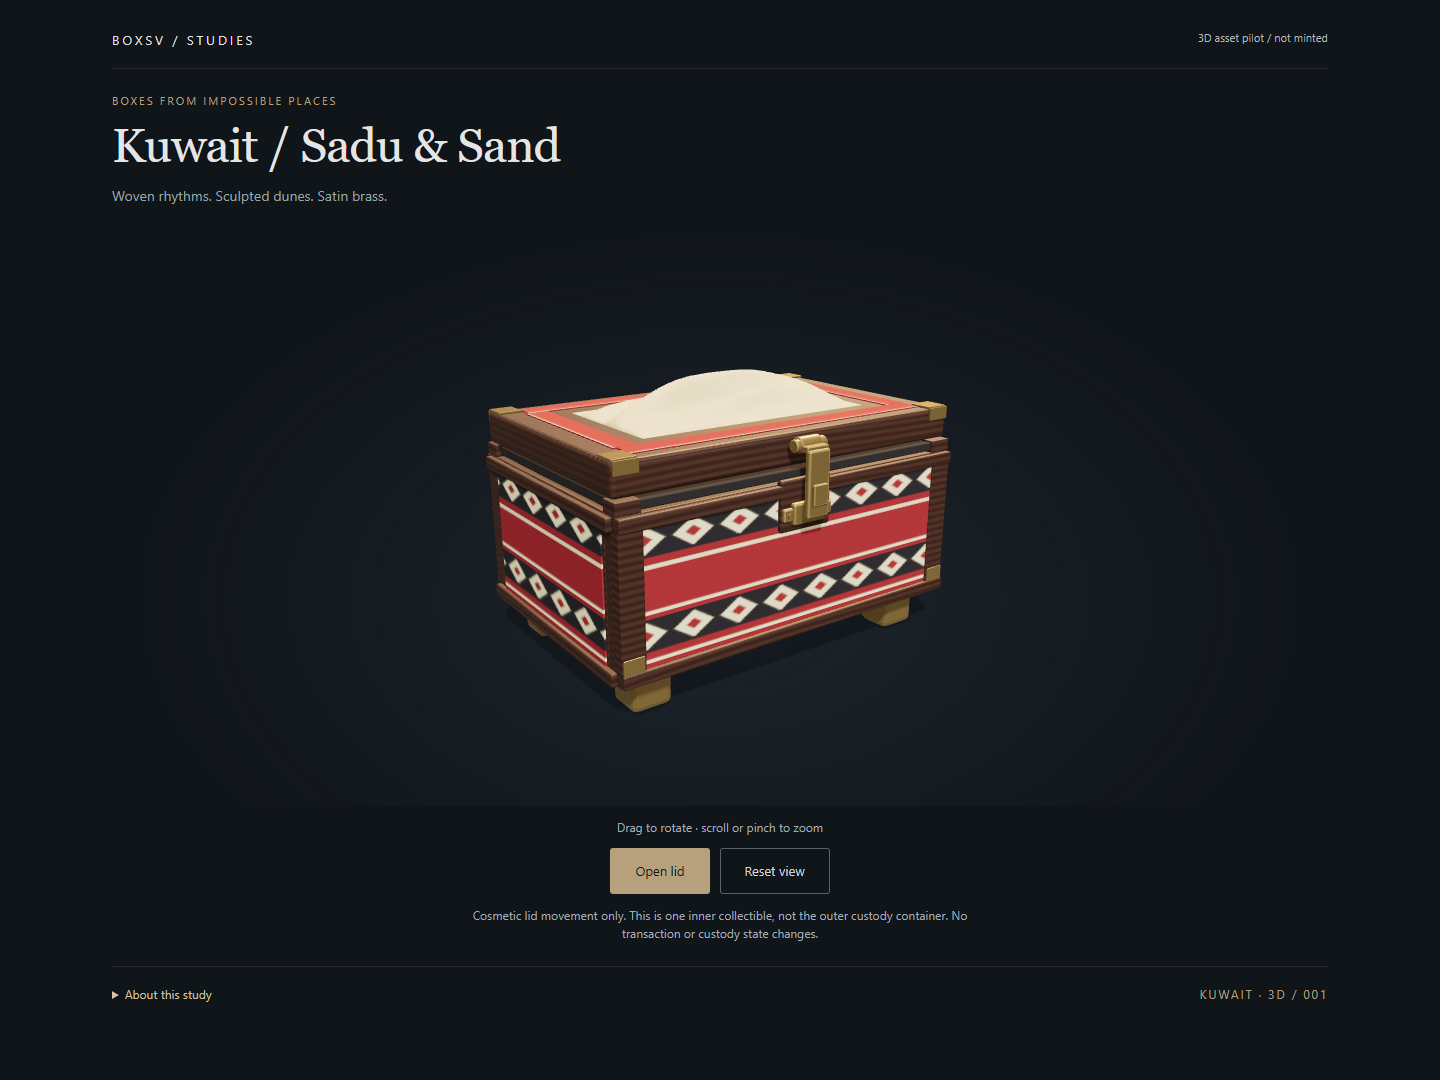 BOXSV / STUDIES
3D asset pilot / not minted
BOXES FROM IMPOSSIBLE PLACES
Kuwait / Sadu & Sand
Woven rhythms. Sculpted dunes. Satin brass.
Drag to rotate · scroll or pinch to zoom
Open lid
Reset view
Cosmetic lid movement only. This is one inner collectible, not the outer custody container. No
transaction or custody state changes.
About this study
KUWAIT · 3D / 001